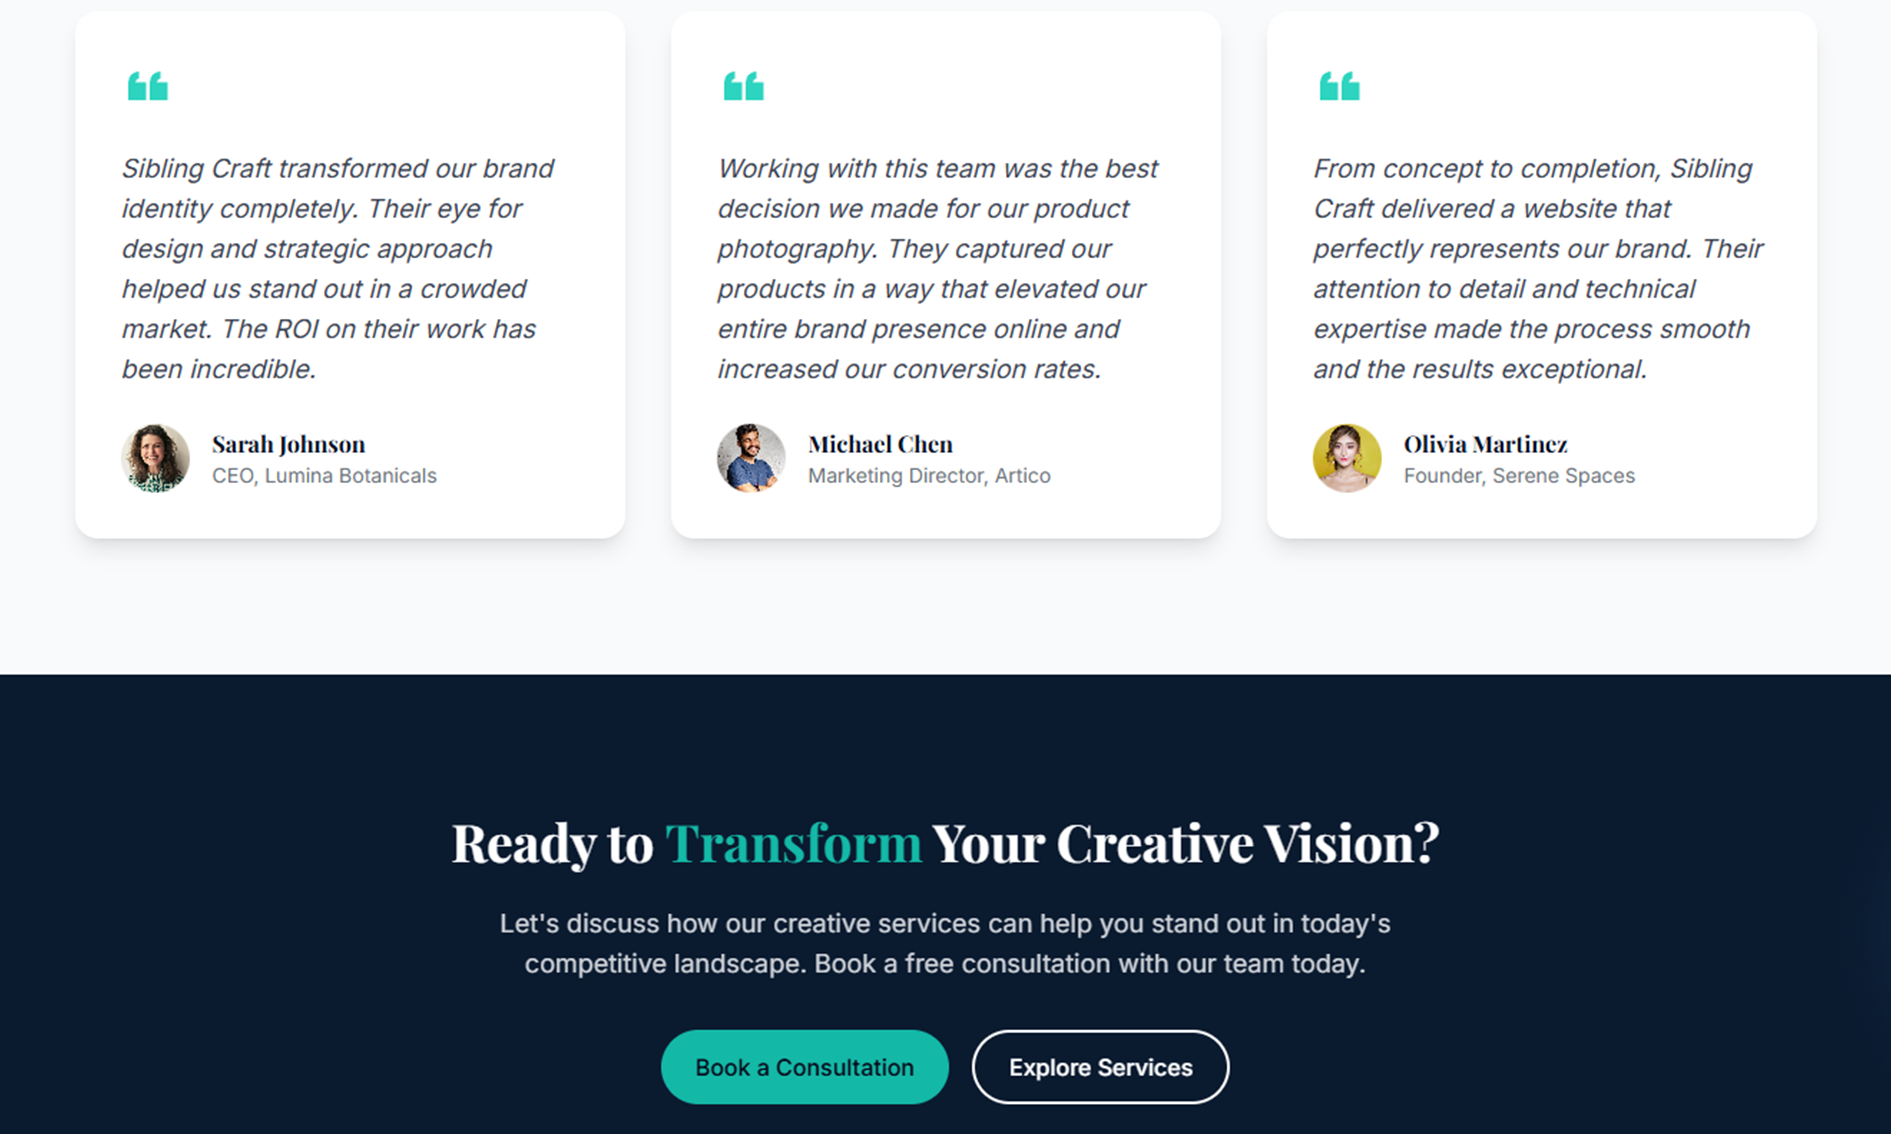 Sibling Craft transformed our brand
identity completely. Their eye for
design and strategic approach
helped us stand out in a crowded
market. The ROI on their work has
been incredible.
Sarah Johnson
CEO, Lumina Botanicals
Working with this team was the best
decision we made for our product
photography. They captured our
products in a way that elevated our
entire brand presence online and
increased our conversion rates.
Michael Chen
Marketing Director, Artico
From concept to completion, Sibling
Craft delivered a website that
perfectly represents our brand. Their
attention to detail and technical
expertise made the process smooth
and the results exceptional.
Olivia Martinez
Founder, Serene Spaces
Ready to Transform Your Creative Vision?
Let's discuss how our creative services can help you stand out in today's
competitive landscape. Book a free consultation with our team today.
Book a Consultation
Explore Services